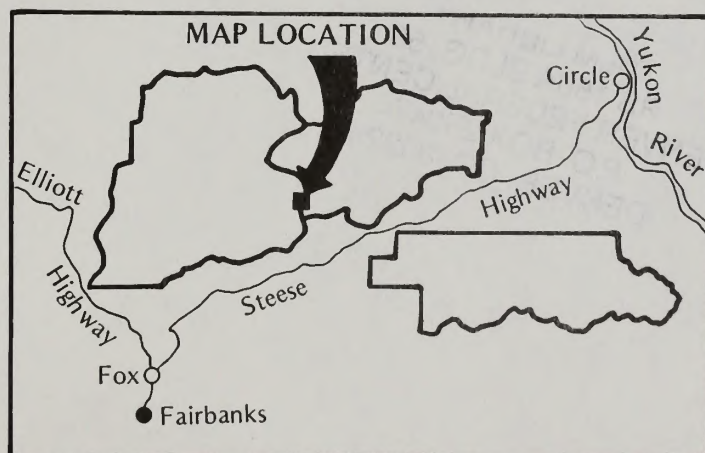 MAP LOCATION
Circle
Yukon
River
Elliott
Highway
Steese
Highway
Fox
Fairbanks